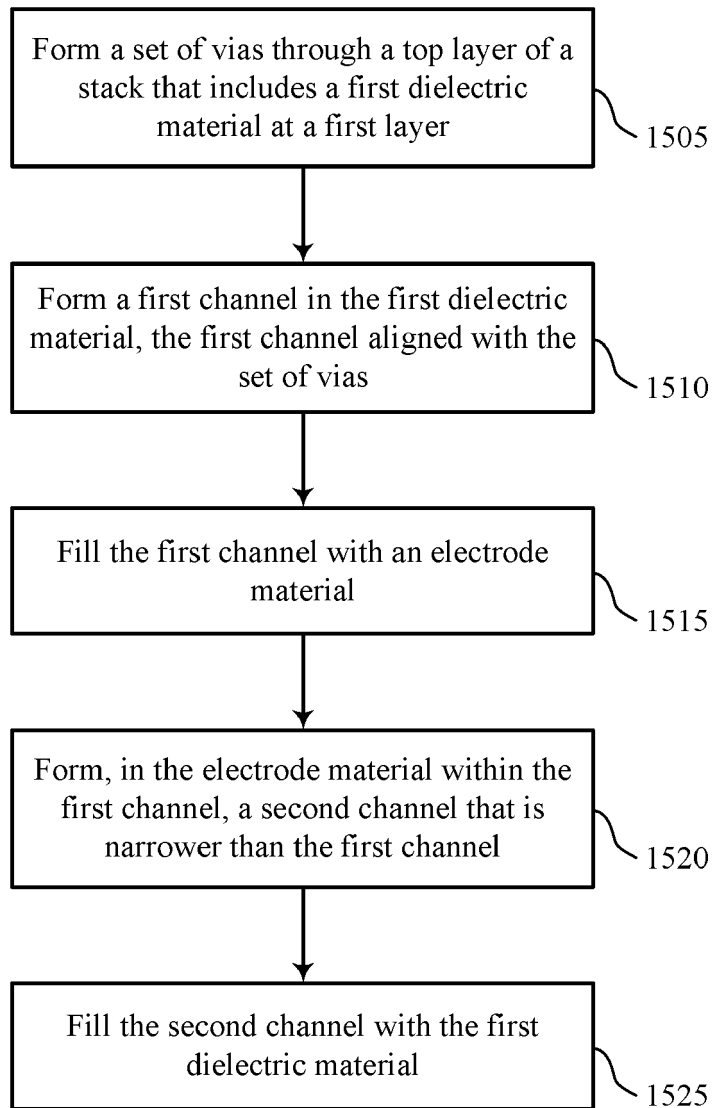 Form a set of vias through a top layer of a
stack that includes a first dielectric
material at a first layer
1505
Form a first channel in the first dielectric
material, the first channel aligned with the
set of vias
1510
Fill the first channel with an electrode
material
1515
Form, in the electrode material within the
first channel, a second channel that is
narrower than the first channel
1520
Fill the second channel with the first
dielectric material
1525